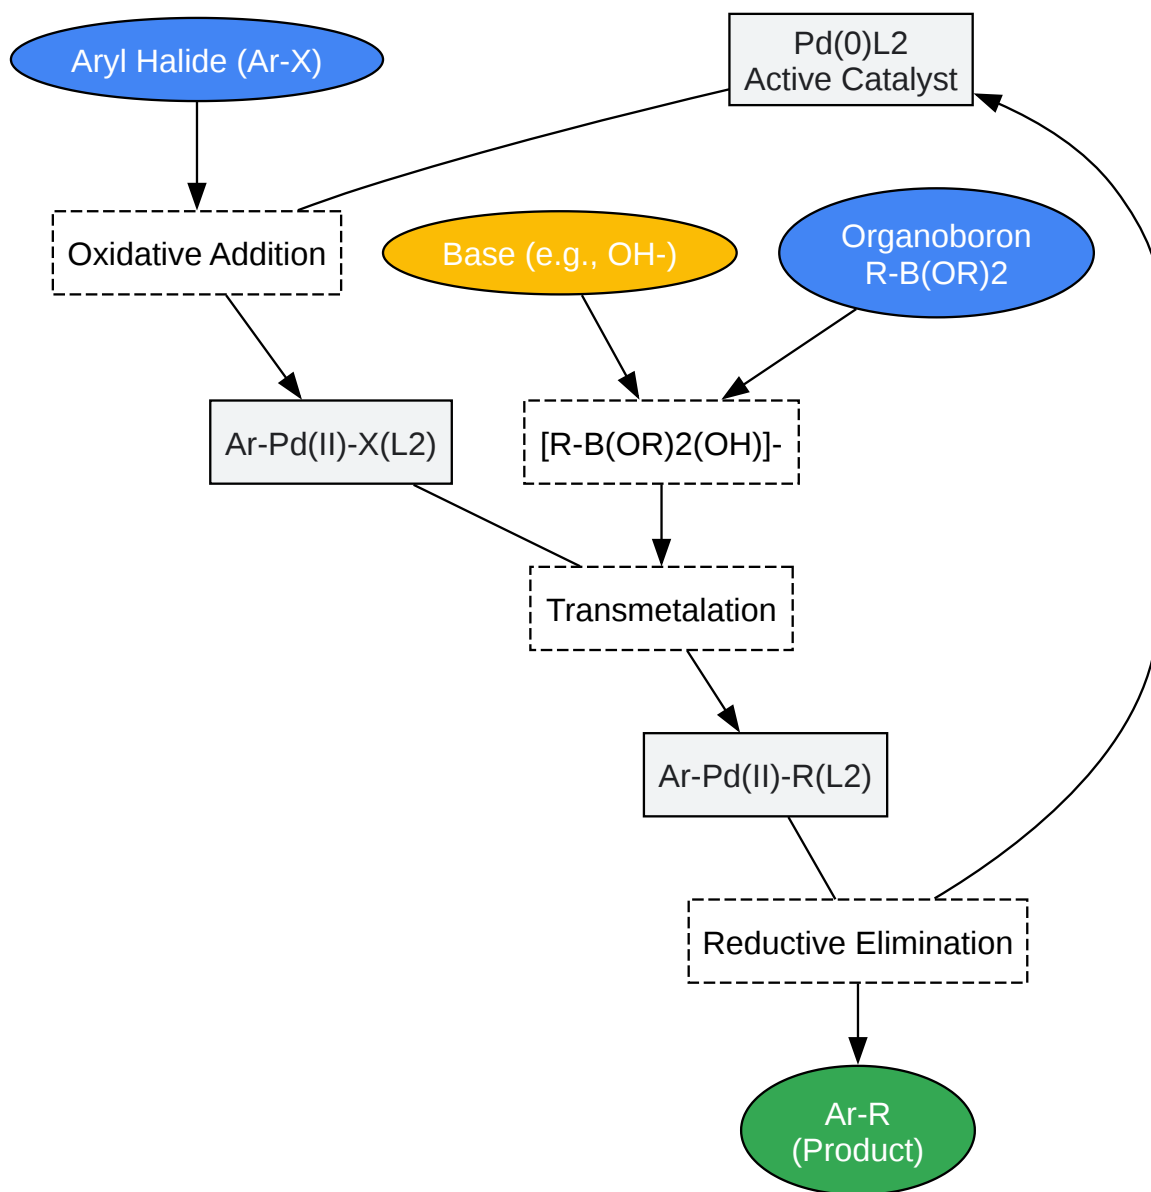 Aryl Halide (Ar-X)
Pd(0)L2
Active Catalyst
Oxidative Addition
Base (e.g., OH-)
Organoboron
R-B(OR)2
Ar-Pd(II)-X(L2)
[R-B(OR)2(OH)]-
Transmetalation
Ar-Pd(II)-R(L2)
Reductive Elimination
Ar-R
(Product)